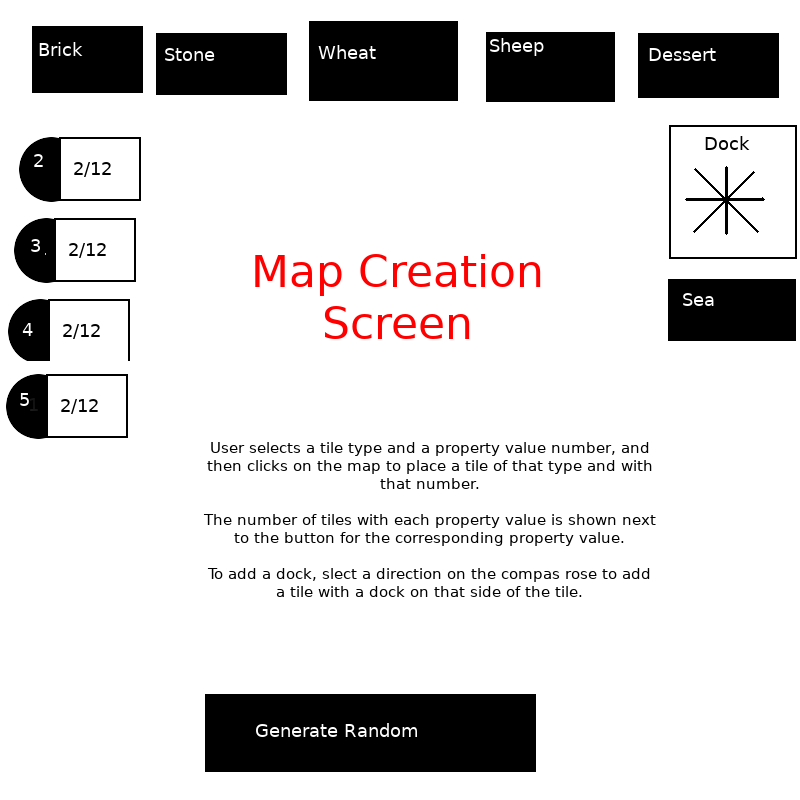 Brick
Stone
Wheat
Sheep
Dessert
Dock
2
2/12
3
2/12
Sea
4
2/12
5
2/12
Map Creation
Screen
User selects a tile type and a property value number, and
then clicks on the map to place a tile of that type and with
that number.
The number of tiles with each property value is shown next
to the button for the corresponding property value.
To add a dock, slect a direction on the compas rose to add
a tile with a dock on that side of the tile.
Generate Random